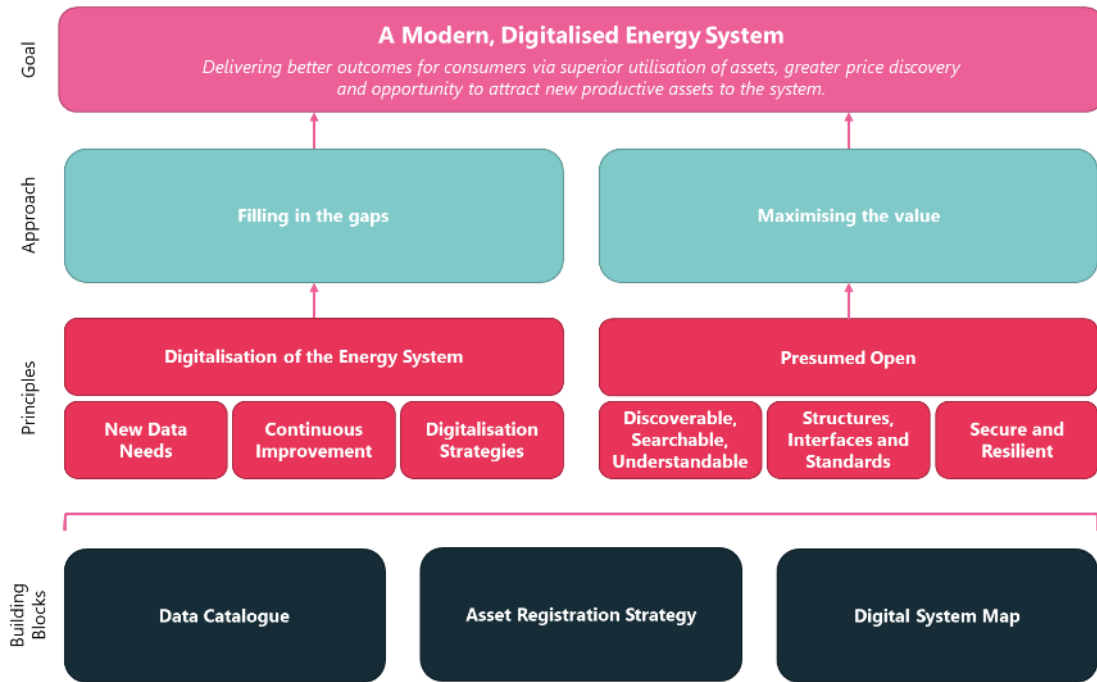 Goal
A Modern, Digitalised Energy System
Delivering better outcomes for consumers via superior utilisation of assets, greater price discovery
and opportunity to attract new productive assets to the system.
Approach
Filling in the gaps
Maximising the value
Principles
Digitalisation of the Energy System
Presumed Open
New Data
Needs
Continuous
Improvement
Digitalisation
Strategies
Discoverable,
Searchable,
Understandable
Structures,
Interfaces and
Standards
Secure and
Resilient
Building
Blocks
Data Catalogue
Asset Registration Strategy
Digital System Map